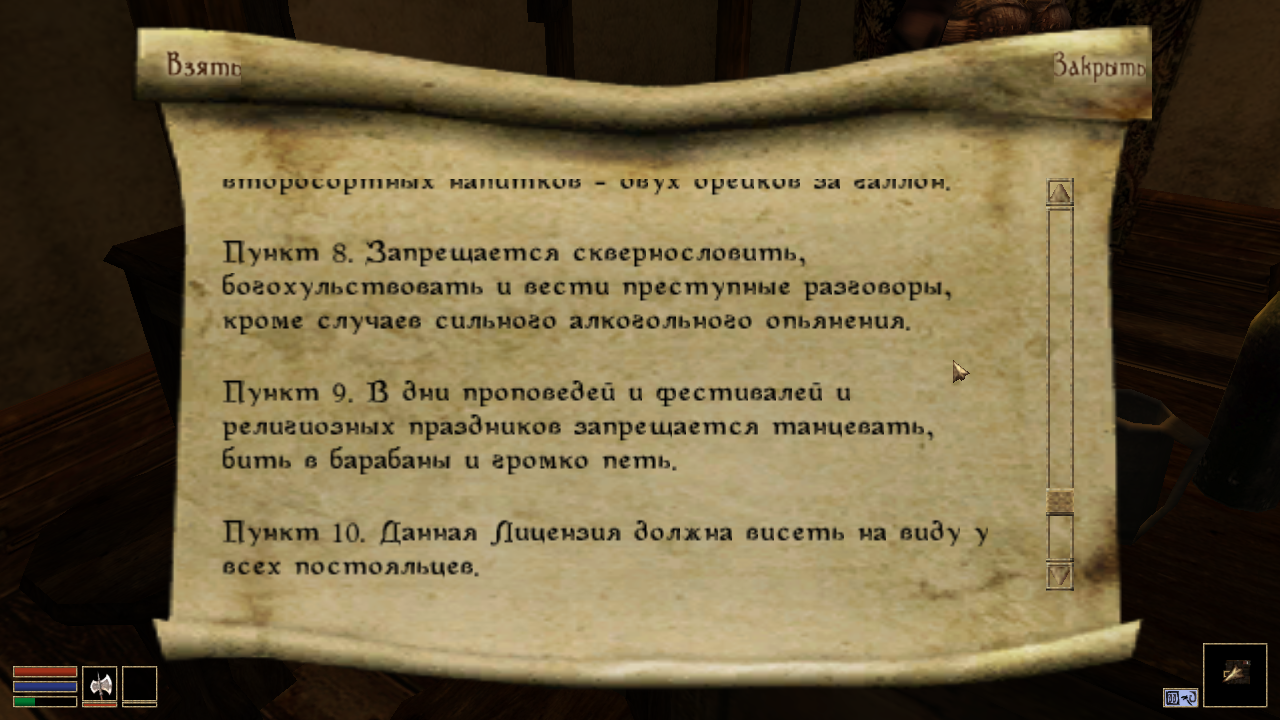 Взять
Закрыть
второсортных напитков - двух дрейков за галлон.
Пункт 8. Запрещается сквернословить,
богохульствовать и вести преступные разговоры,
кроме случаев сильного алкогольного опьянения.
Пункт 9. В дни проповедей и фестивалей и
религиозных праздников запрещается танцевать,
бить в барабаны и громко петь.
Пункт 10. Данная Лицензия должна висеть на виду у
всех постояльцев.